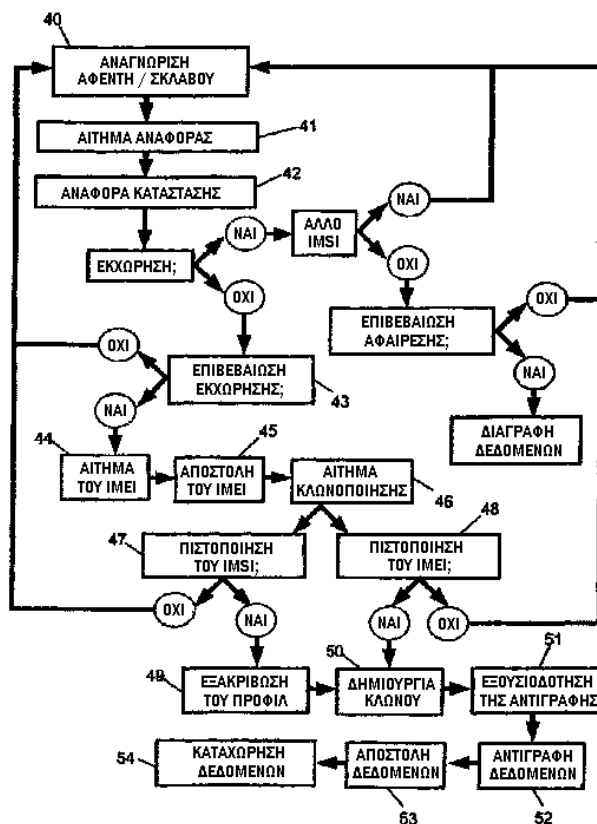 40
ΑΝΑΓΝΩΡΙΣΗ
ΑΦΕΝΤΗ / ΣΚΛΑΒΟΥ
ΑΙΤΗΜΑ ΑΝΑΦΟΡΑΣ
41
42
ΑΝΑΦΟΡΑ ΚΑΤΑΣΤΑΣΗΣ
ΕΚΧΩΡΗΣΗ;
ΝΑΙ
ΟΧΙ
ΑΛΛΟ
IMSI
ΝΑΙ
ΟΧΙ
ΕΠΙΒΕΒΑΙΩΣΗ
ΑΦΑΙΡΕΣΗΣ;
ΟΧΙ
ΝΑΙ
ΔΙΑΓΡΑΦΗ
ΔΕΔΟΜΕΝΩΝ
ΕΠΙΒΕΒΑΙΩΣΗ
ΕΚΧΩΡΗΣΗΣ;
43
ΟΧΙ
ΝΑΙ
44
ΑΙΤΗΜΑ
ΤΟΥ IMEI
45
ΑΠΟΣΤΟΛΗ
ΤΟΥ IMEI
ΑΙΤΗΜΑ
ΚΛΩΝΟΠΟΙΗΣΗΣ
46
47
ΠΙΣΤΟΠΟΙΗΣΗ
ΤΟΥ IMSI;
48
ΠΙΣΤΟΠΟΙΗΣΗ
ΤΟΥ IMEI;
ΟΧΙ
ΝΑΙ
ΝΑΙ
ΟΧΙ
49
ΕΞΑΚΡΙΒΩΣΗ
ΤΟΥ ΠΡΟΦΙΛ
50
ΔΗΜΙΟΥΡΓΙΑ
ΚΛΩΝΟΥ
51
ΕΞΟΥΣΙΟΔΟΤΗΣΗ
ΤΗΣ ΑΝΤΙΓΡΑΦΗΣ
54
ΚΑΤΑΧΩΡΗΣΗ
ΔΕΔΟΜΕΝΩΝ
ΑΠΟΣΤΟΛΗ
ΔΕΔΟΜΕΝΩΝ
53
ΑΝΤΙΓΡΑΦΗ
ΔΕΔΟΜΕΝΩΝ
52